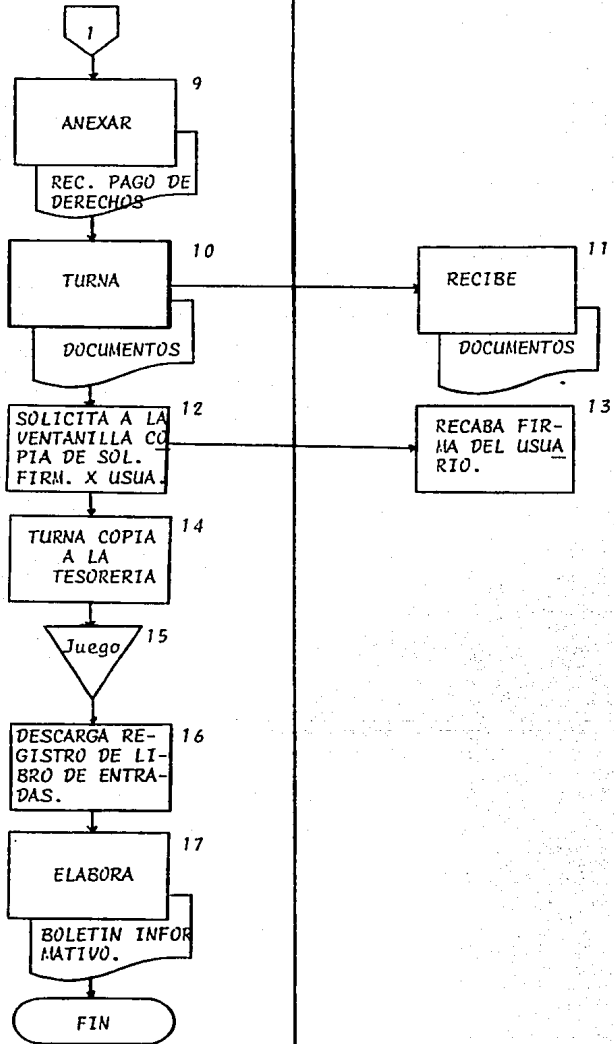 1
9
ANEXAR
REC. PAGO DE
DERECHOS
10
TURNA
DOCUMENTOS
11
RECIBE
DOCUMENTOS
12
SOLICITA A LA
VENTANILLA CO
PIA DE SOL.
FIRM. X USUA.
13
RECABA FIR-
MA DEL USUA
RIO.
14
TURNA COPIA
A LA
TESORERIA
Juego
15
DESCARGA RE-
GISTRO DE LI-
BRO DE ENTRA-
DAS.
16
17
ELABORA
BOLETIN INFOR
MATIVO.
FIN